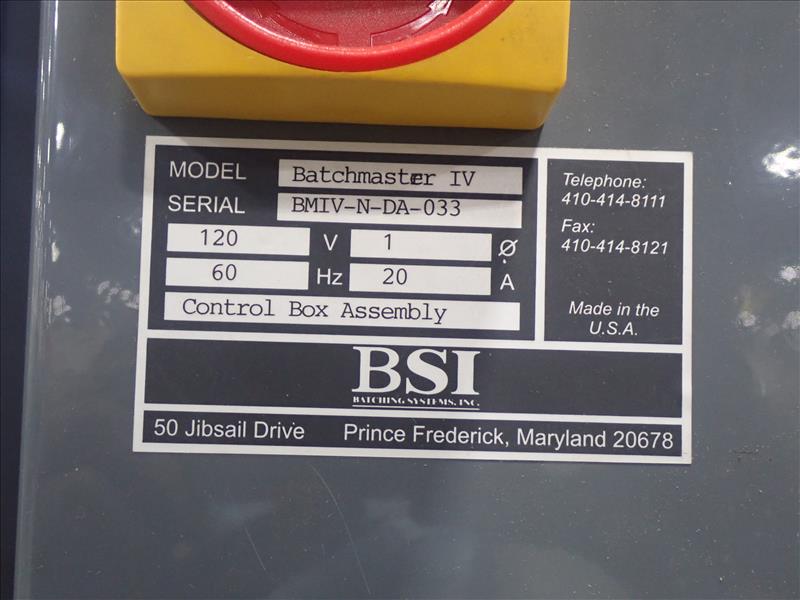 MODEL Batchmaster IV
SERIAL BMIV-N-DA-033
120 V 1 Ø
60 Hz 20 A
Control Box Assembly
Telephone:
410-414-8111
Fax:
410-414-8121
Made in the
U.S.A.
BSI
BATCHING SYSTEMS, INC.
50 Jibsail Drive Prince Frederick, Maryland 20678